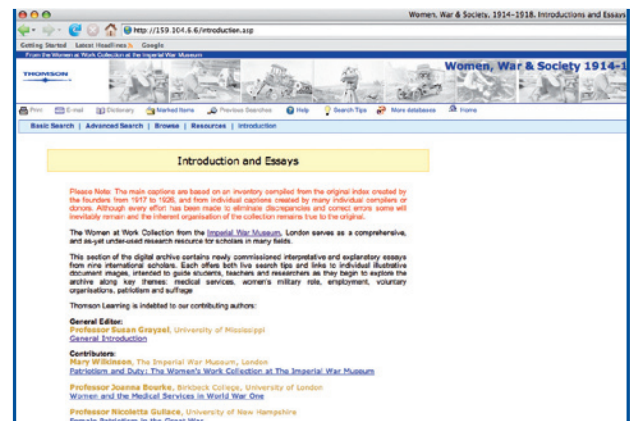 Women, War & Society, 1914-1918, Introductions and Essays
http://159.104.6.6/introduction.asp
Getting Started Latest Headlines Google
From the Women at Work Collection at the Imperial War Museum
THOMSON
Women, War & Society 1914-1
Print E-mail Dictionary Marked Items Previous Searches Help Search Tips More databases Home
Basic Search | Advanced Search | Browse | Resources | Introduction
Introduction and Essays
Please Note: The main captions are based on an inventory compiled from the original index created by
the founders from 1917 to 1926, and from individual captions created by many individual compilers or
donors. Although every effort has been made to eliminate discrepancies and correct errors some will
inevitably remain and the inherent organisation of the collection remains true to the original.
The Women at Work Collection from the Imperial War Museum, London serves as a comprehensive,
and as-yet under-used research resource for scholars in many fields.
This section of the digital archive contains newly commissioned interpretative and explanatory essays
from nine international scholars. Each offers both live search tips and links to individual illustrative
document images, intended to guide students, teachers and researchers as they begin to explore the
archive along key themes: medical services, women's military role, employment, voluntary
organisations, patriotism and suffrage
Thomson Learning is indebted to our contributing authors:
General Editor:
Professor Susan Grayzel, University of Mississippi
General Introduction
Contributors:
Mary Wilkinson, The Imperial War Museum, London
Patriotism and Duty: The Women's Work Collection at The Imperial War Museum
Professor Joanna Bourke, Birkbeck College, University of London
Women and the Medical Services in World War One
Professor Nicoletta Gullace, University of New Hampshire
Female Patriotism in the Great War